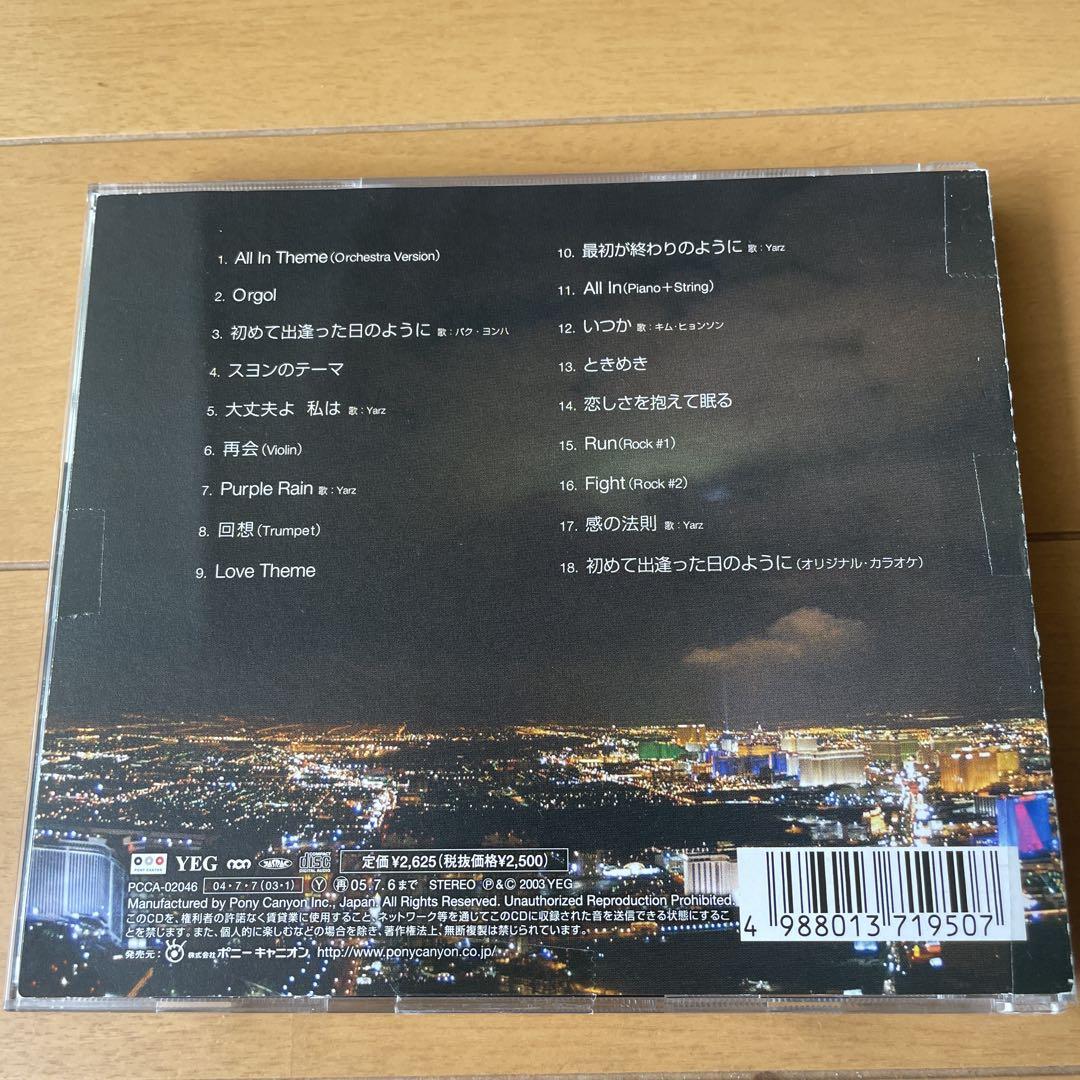 1. All In Theme (Orchestra Version)
2. Orgol
3. 初めて出逢った日のように 歌：パク・ヨンハ
4. スヨンのテーマ
5. 大丈夫よ 私は 歌：Yarz
6. 再会 (Violin)
7. Purple Rain 歌：Yarz
8. 回想 (Trumpet)
9. Love Theme
10. 最初が終わりのように 歌：Yarz
11. All In (Piano＋String)
12. いつか 歌：キム・ヒョンソン
13. ときめき
14. 恋しさを抱えて眠る
15. Run (Rock #1)
16. Fight (Rock #2)
17. 感の法則 歌：Yarz
18. 初めて出逢った日のように (オリジナル・カラオケ)
PONY CANYON YEG COMPACT disc DIGITAL AUDIO 定価¥2,625(税抜価格¥2,500)
PCCA-02046 04・7・7 (03・1) Ⓨ 再 05.7.6まで STEREO Ⓟ&© 2003 YEG
Manufactured by Pony Canyon Inc., Japan. All Rights Reserved. Unauthorized Reproduction Prohibited.
このCDを、権利者の許諾なく賃貸業に使用すること、ネットワーク等を通じてこのCDに収録された音を送信できる状態にするこ
とを禁じます。また、個人的に楽しむなどの場合を除き、著作権法上、無断複製は禁じられています。
発売元： 株式会社 ポニーキャニオン http://www.ponycanyon.co.jp/
4 988013 719507